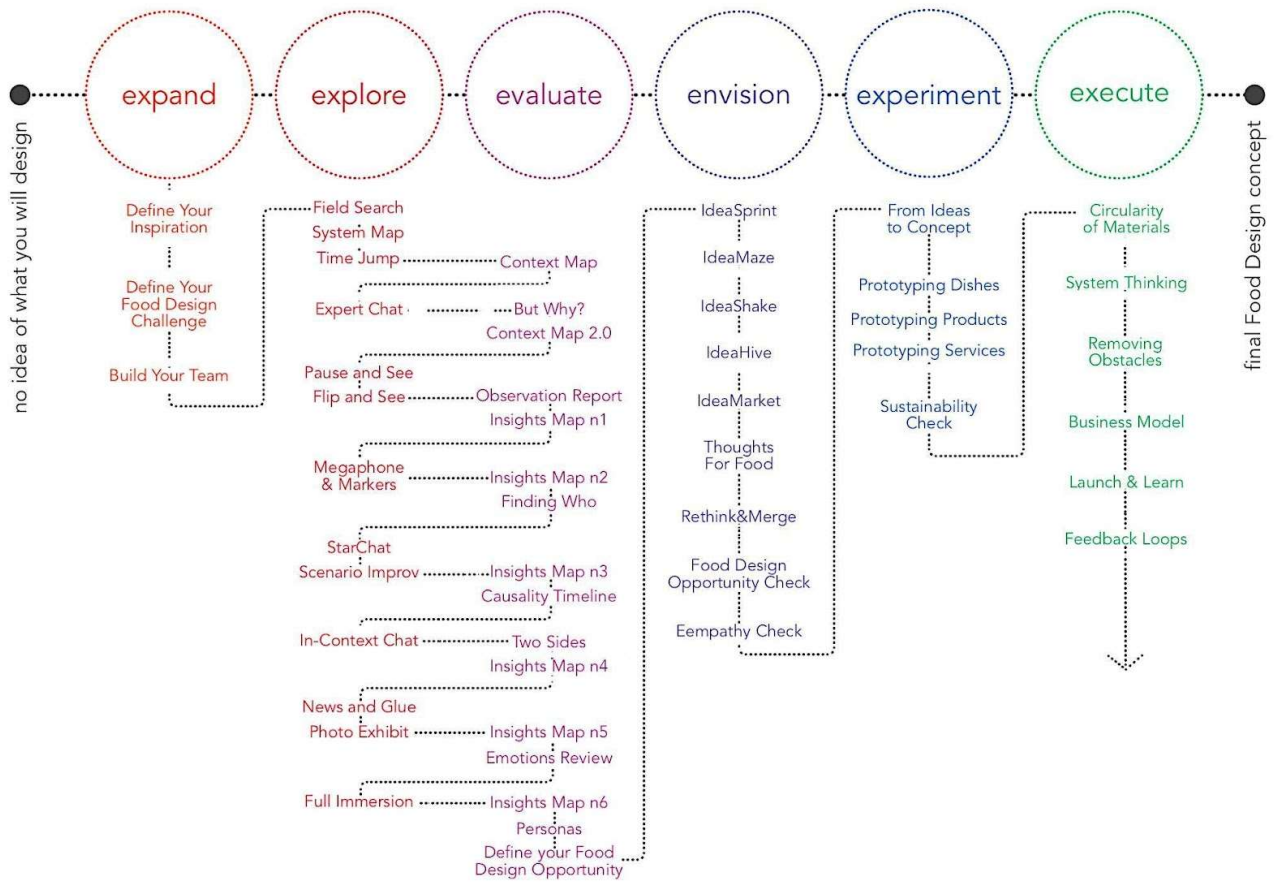 no idea of what you will design
expand
explore
evaluate
envision
experiment
execute
final Food Design concept
Define Your
Inspiration
Define Your
Food Design
Challenge
Build Your Team
Field Search
System Map
Time Jump
Expert Chat
Pause and See
Flip and See
Megaphone
& Markers
StarChat
Scenario Improv
In-Context Chat
News and Glue
Photo Exhibit
Full Immersion
Context Map
But Why?
Context Map 2.0
Observation Report
Insights Map n1
Insights Map n2
Finding Who
Insights Map n3
Causality Timeline
Two Sides
Insights Map n4
Insights Map n5
Emotions Review
Insights Map n6
Personas
Define your Food
Design Opportunity
IdeaSprint
IdeaMaze
IdeaShake
IdeaHive
IdeaMarket
Thoughts
For Food
Rethink&Merge
Food Design
Opportunity Check
Eempathy Check
From Ideas
to Concept
Prototyping Dishes
Prototyping Products
Prototyping Services
Sustainability
Check
Circularity
of Materials
System Thinking
Removing
Obstacles
Business Model
Launch & Learn
Feedback Loops